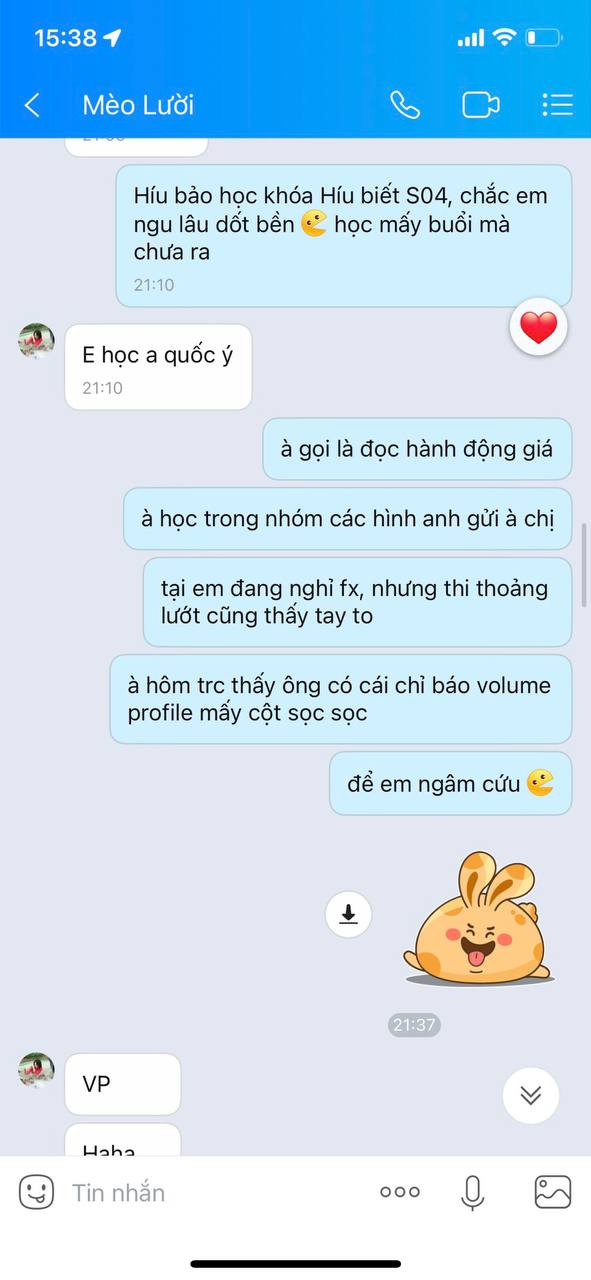 15:38
Mèo Lười
Híu bảo học khóa Híu biết S04, chắc em
ngu lâu dốt bền học mấy buổi mà
chưa ra
21:10
E học a quốc ý
21:10
à gọi là đọc hành động giá
à học trong nhóm các hình anh gửi à chị
tại em đang nghỉ fx, nhưng thi thoảng
lướt cũng thấy tay to
à hôm trc thấy ông có cái chỉ báo volume
profile mấy cột sọc sọc
để em ngâm cứu
21:37
VP
Haha
Tin nhắn